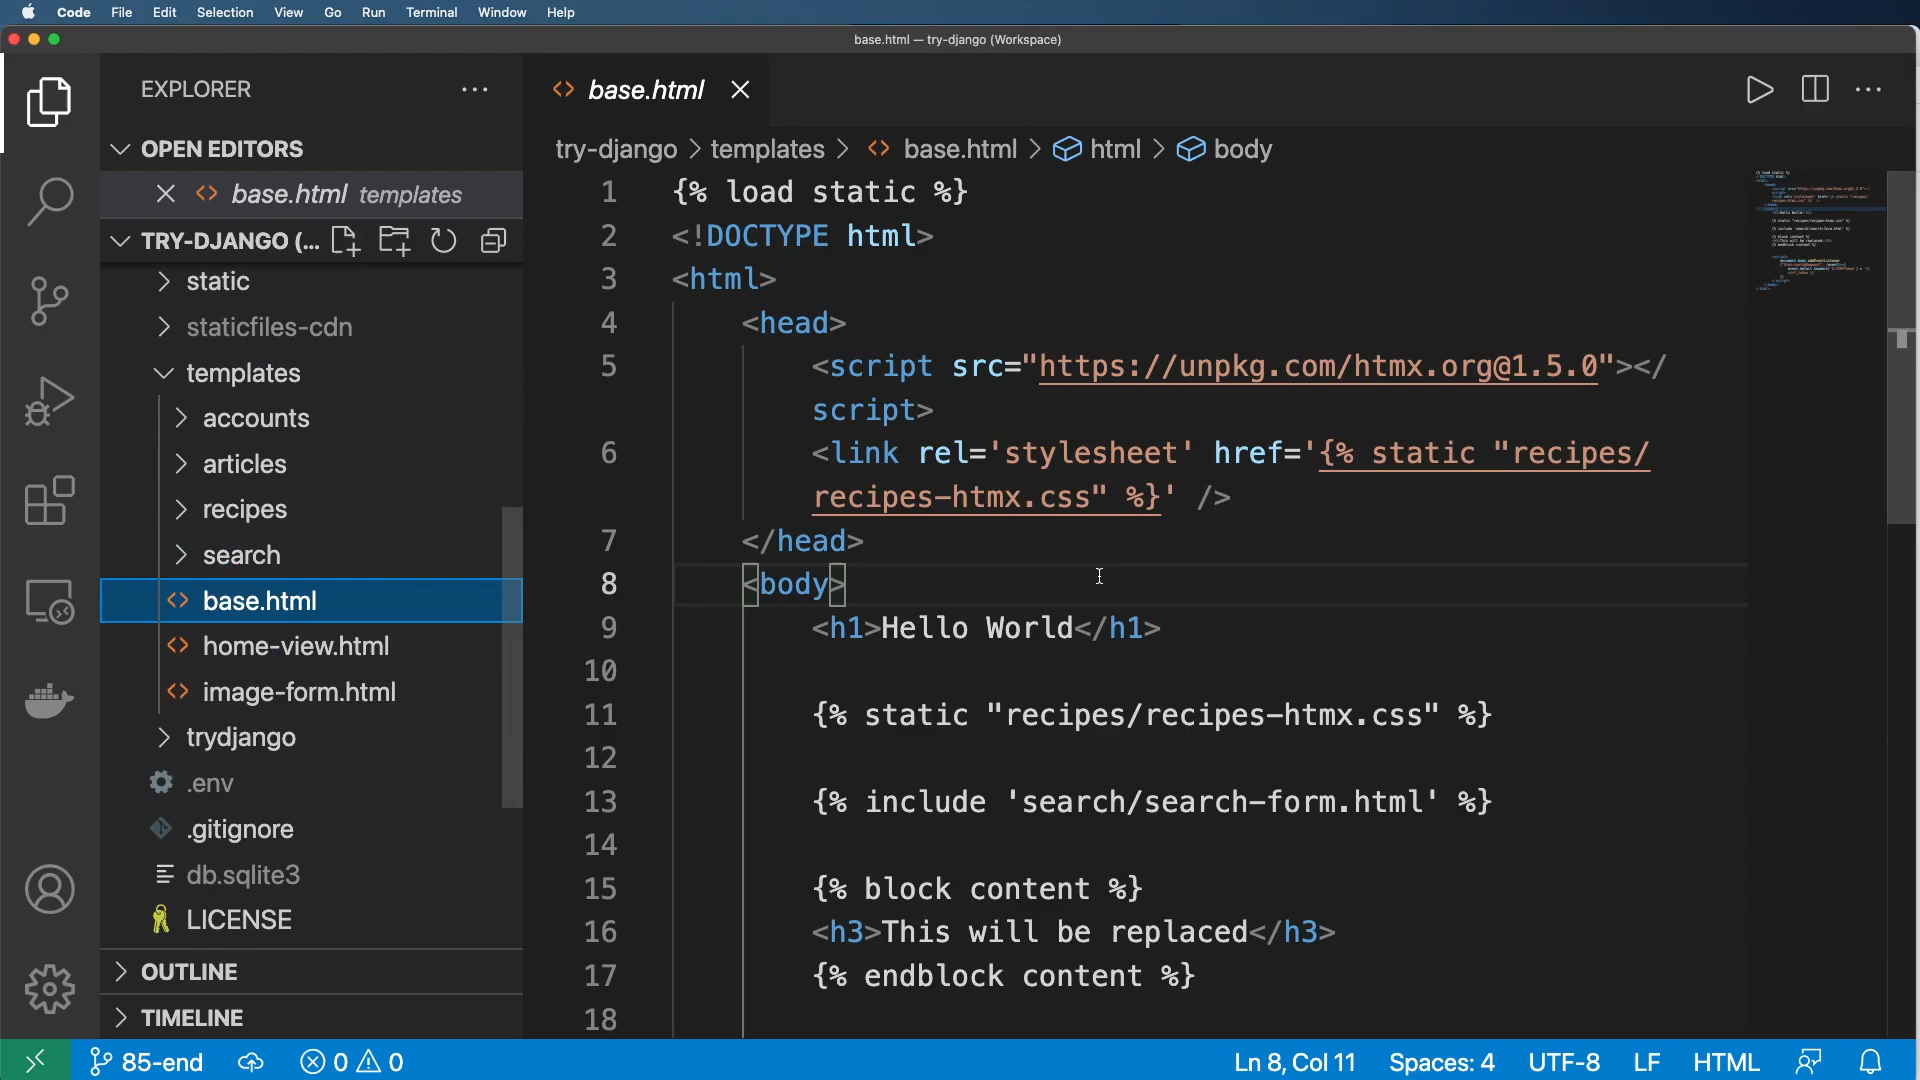 Code File Edit Selection View Go Run Terminal Window Help
base.html — try-django (Workspace)
EXPLORER
OPEN EDITORS
base.html templates
TRY-DJANGO (...
static
staticfiles-cdn
templates
accounts
articles
recipes
search
base.html
home-view.html
image-form.html
trydjango
.env
.gitignore
db.sqlite3
LICENSE
OUTLINE
TIMELINE
base.html
try-django > templates > base.html > html > body
1 {% load static %}
2 <!DOCTYPE html>
3 <html>
4 <head>
5 <script src="https://unpkg.com/htmx.org@1.5.0"></
script>
6 <link rel='stylesheet' href='{% static "recipes/
recipes-htmx.css" %}' />
7 </head>
8 <body>
9 <h1>Hello World</h1>
10
11 {% static "recipes/recipes-htmx.css" %}
12
13 {% include 'search/search-form.html' %}
14
15 {% block content %}
16 <h3>This will be replaced</h3>
17 {% endblock content %}
18
85-end 0 0 Ln 8, Col 11 Spaces: 4 UTF-8 LF HTML